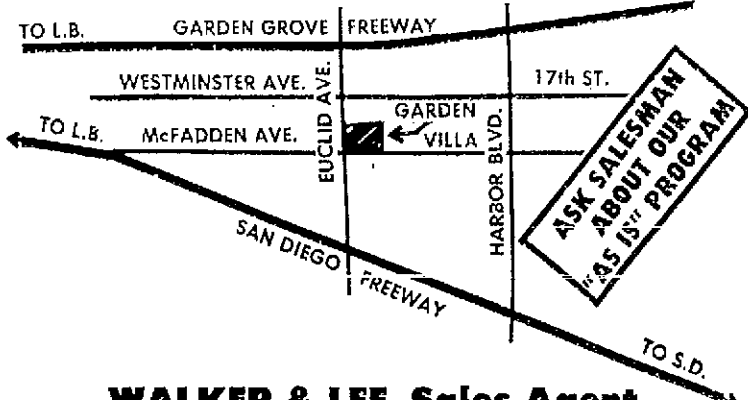 TO L.B.
GARDEN GROVE FREEWAY
WESTMINSTER AVE.
17th ST.
EUCLID AVE.
GARDEN
VILLA
TO L.B.
McFADDEN AVE.
HARBOR BLVD.
ASK SALESMAN
ABOUT OUR
"AS IS" PROGRAM
SAN DIEGO FREEWAY
TO S.D.
WALKER & LEE, Sales Agent